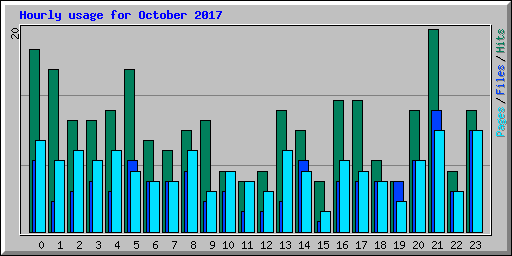 Hourly usage for October 2017
20
Pages/Files/Hits
0 1 2 3 4 5 6 7 8 9 10 11 12 13 14 15 16 17 18 19 20 21 22 23